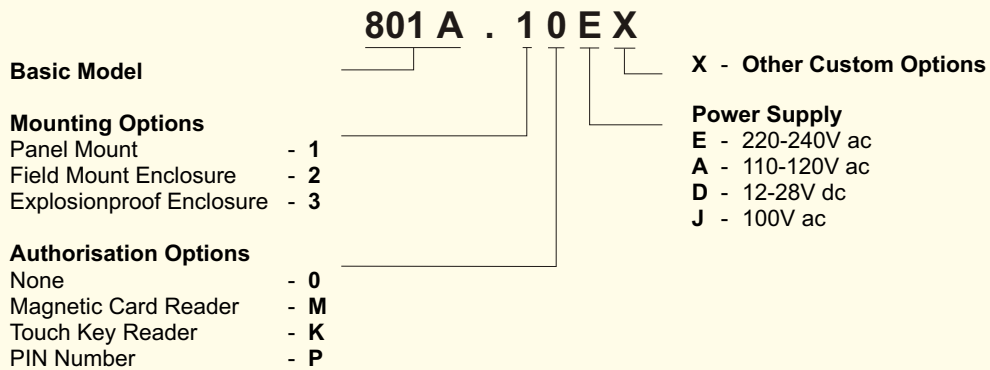 801 A . 1 0 E X
Basic Model
Mounting Options
Panel Mount - 1
Field Mount Enclosure - 2
Explosionproof Enclosure - 3
Authorisation Options
None - 0
Magnetic Card Reader - M
Touch Key Reader - K
PIN Number - P
X - Other Custom Options
Power Supply
E - 220-240V ac
A - 110-120V ac
D - 12-28V dc
J - 100V ac